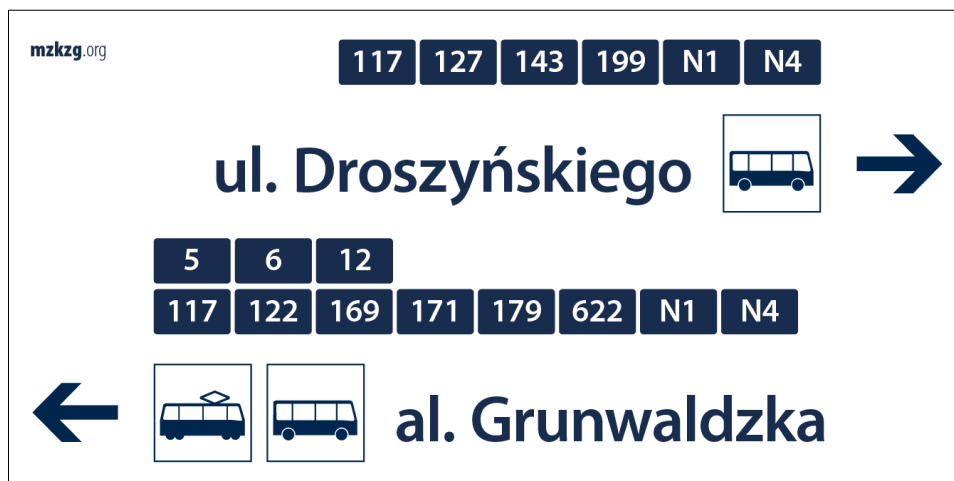 mzkzg.org
117 127 143 199 N1 N4
ul. Droszyńskiego
5 6 12
117 122 169 171 179 622 N1 N4
al. Grunwaldzka